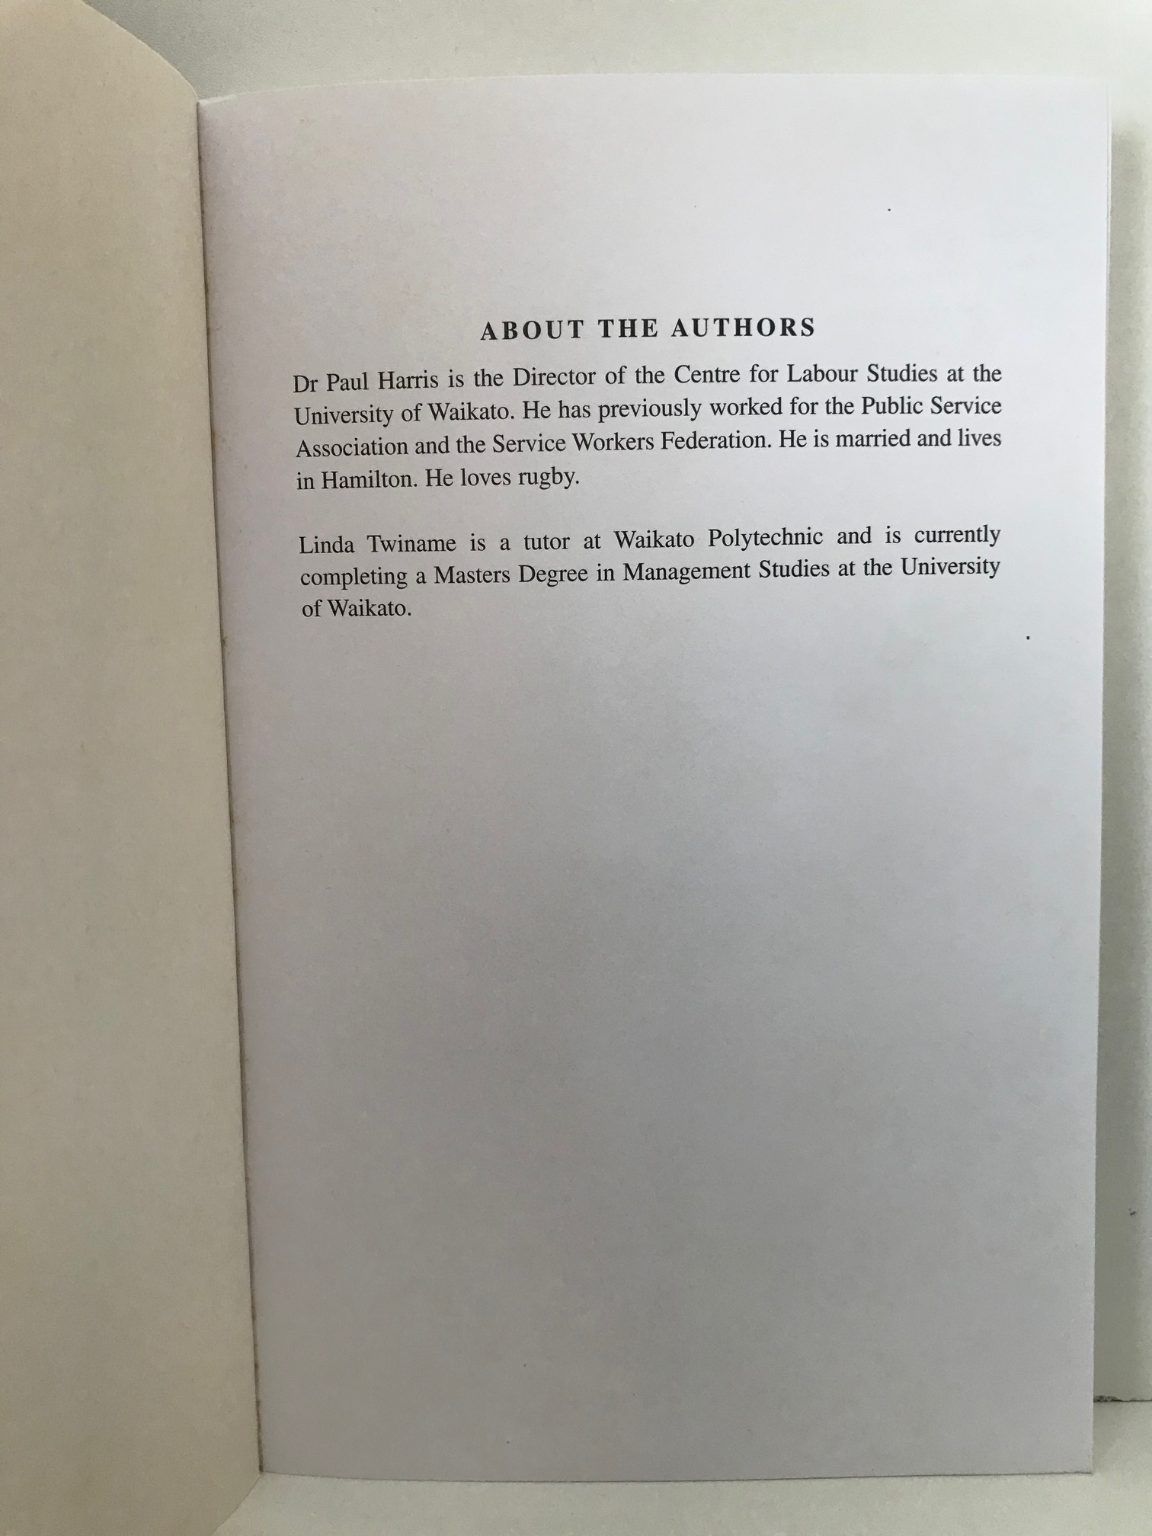 ABOUT THE AUTHORS
Dr Paul Harris is the Director of the Centre for Labour Studies at the
University of Waikato. He has previously worked for the Public Service
Association and the Service Workers Federation. He is married and lives
in Hamilton. He loves rugby.
Linda Twiname is a tutor at Waikato Polytechnic and is currently
completing a Masters Degree in Management Studies at the University
of Waikato.